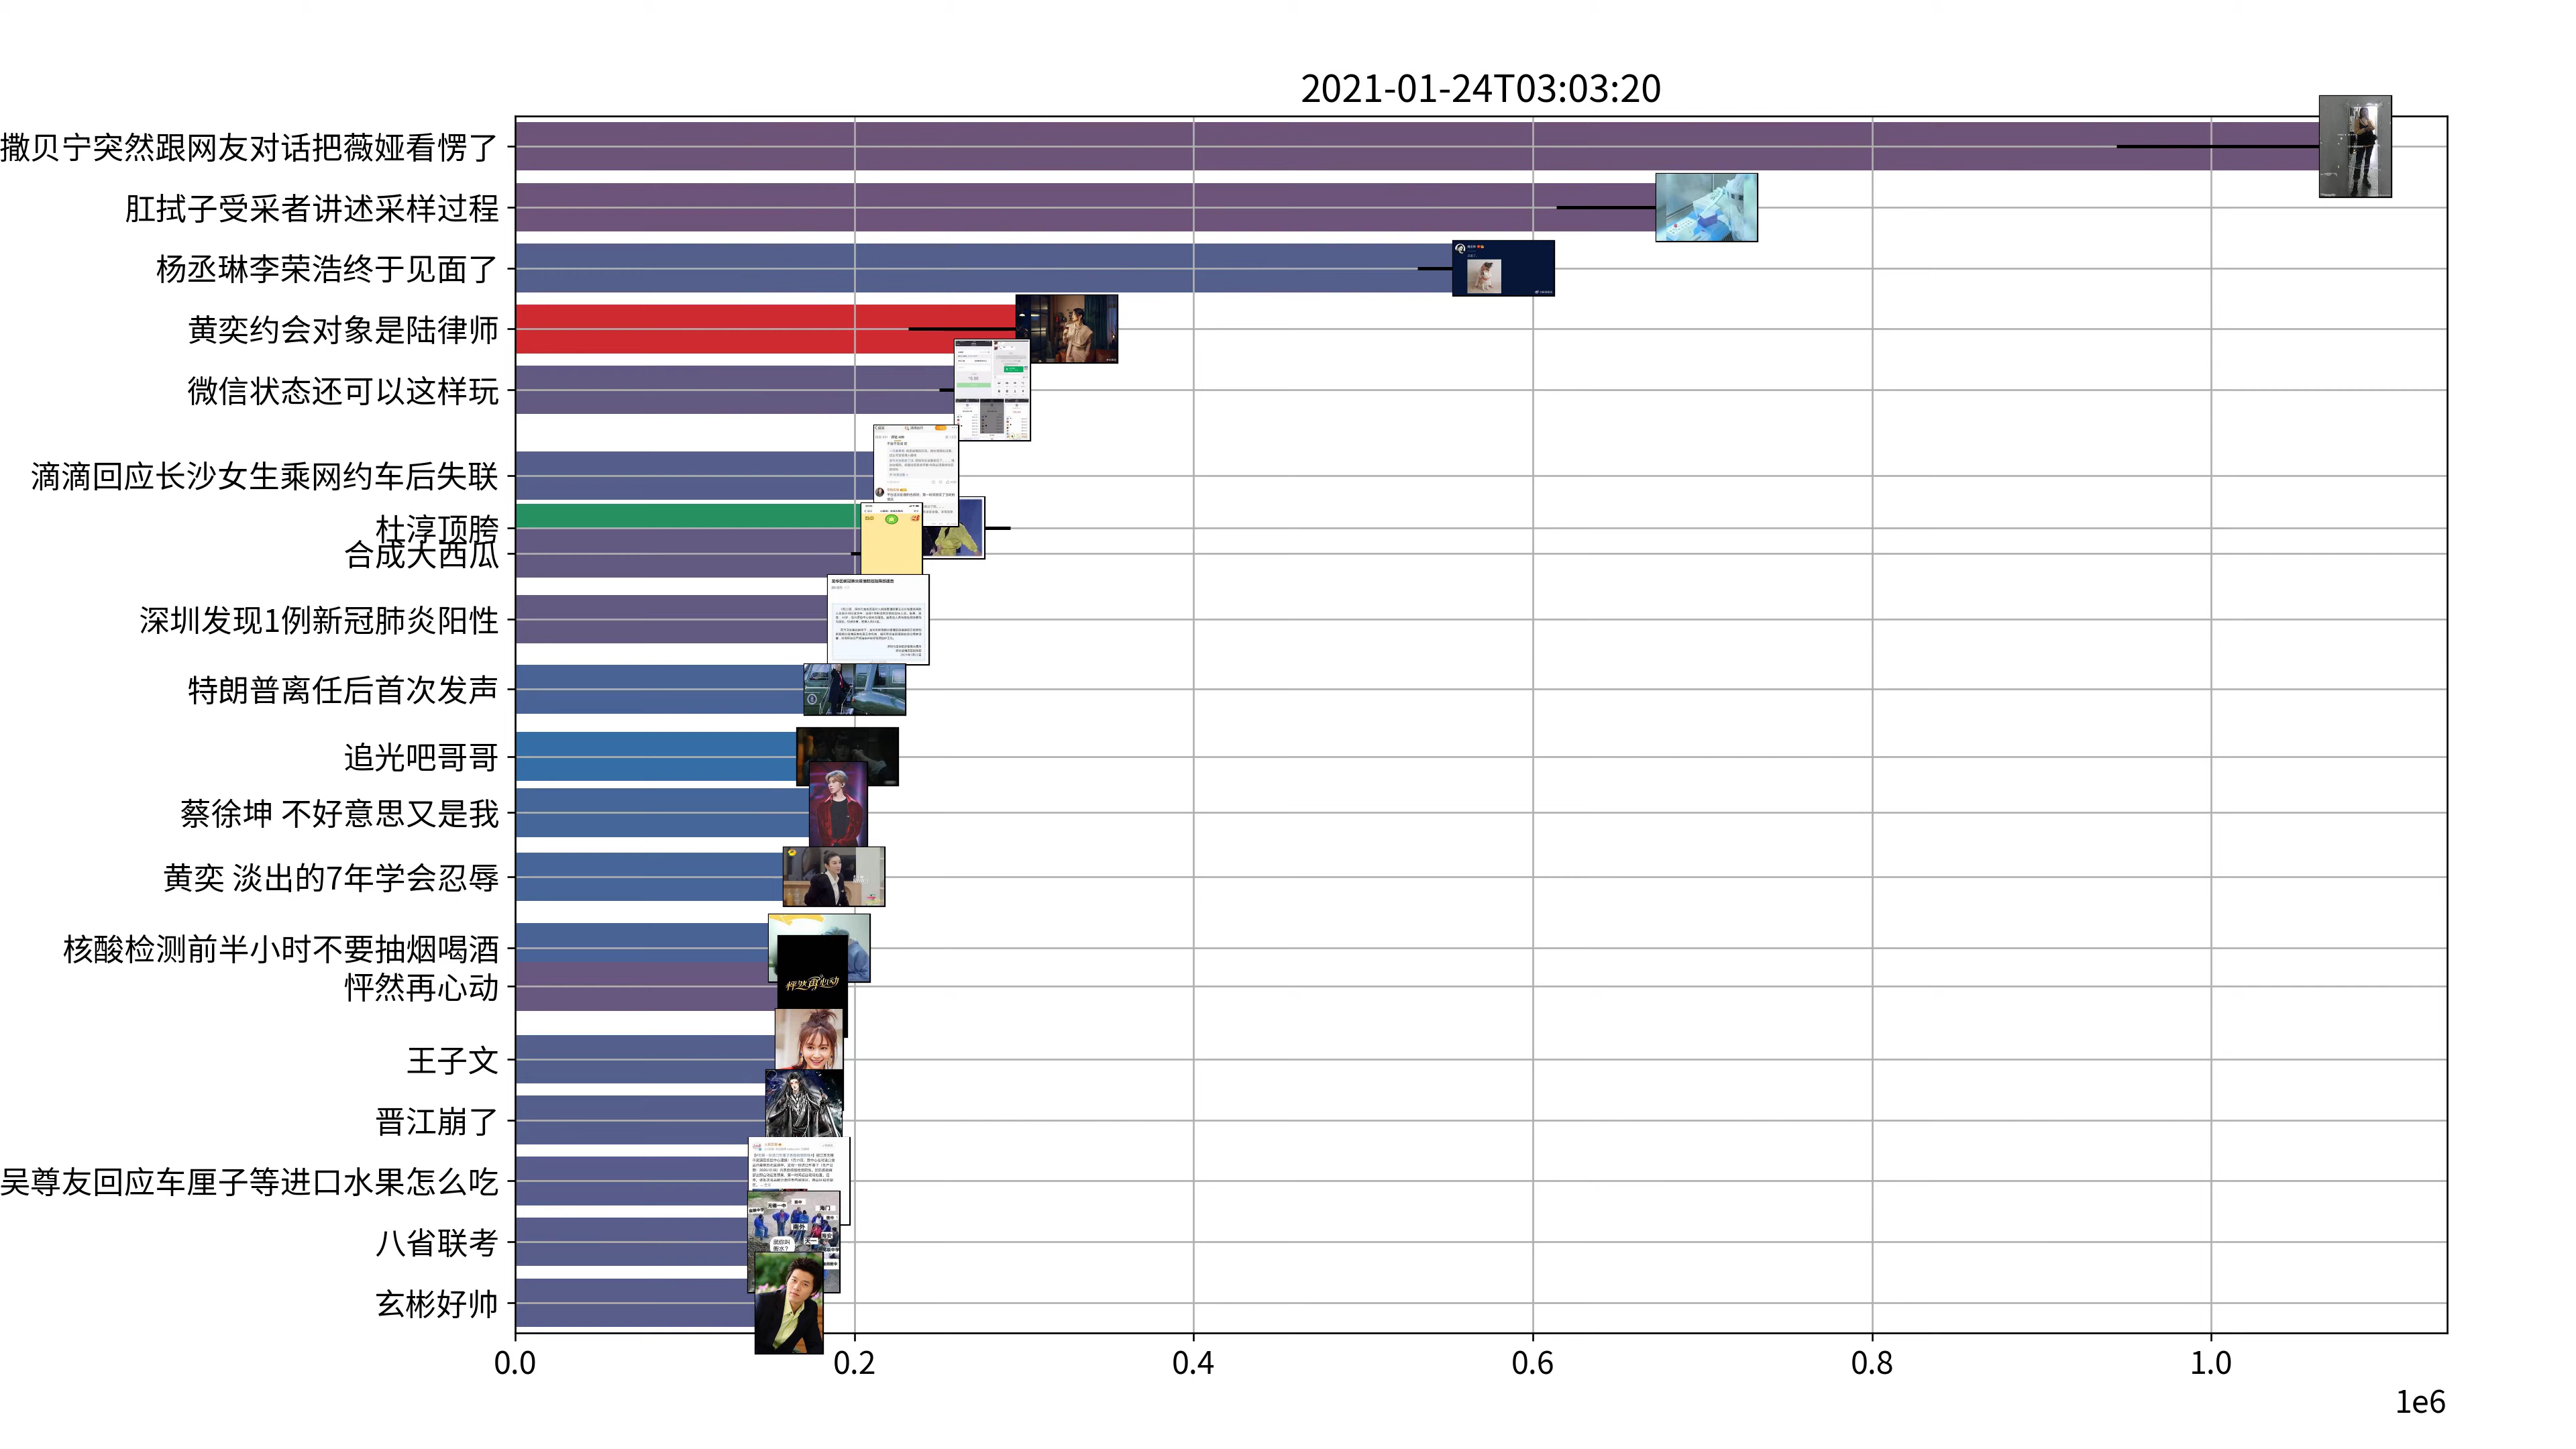 2021-01-24T03:03:20
撒贝宁突然跟网友对话把薇娅看愣了
肛拭子受采者讲述采样过程
杨丞琳李荣浩终于见面了
黄奕约会对象是陆律师
微信状态还可以这样玩
滴滴回应长沙女生乘网约车后失联
杜淳顶胯
合成大西瓜
深圳发现1例新冠肺炎阳性
特朗普离任后首次发声
追光吧哥哥
蔡徐坤 不好意思又是我
黄奕 淡出的7年学会忍辱
核酸检测前半小时不要抽烟喝酒
怦然再心动
怦然再心动
王子文
晋江崩了
吴尊友回应车厘子等进口水果怎么吃
八省联考
玄彬好帅
0.0 0.2 0.4 0.6 0.8 1.0
1e6